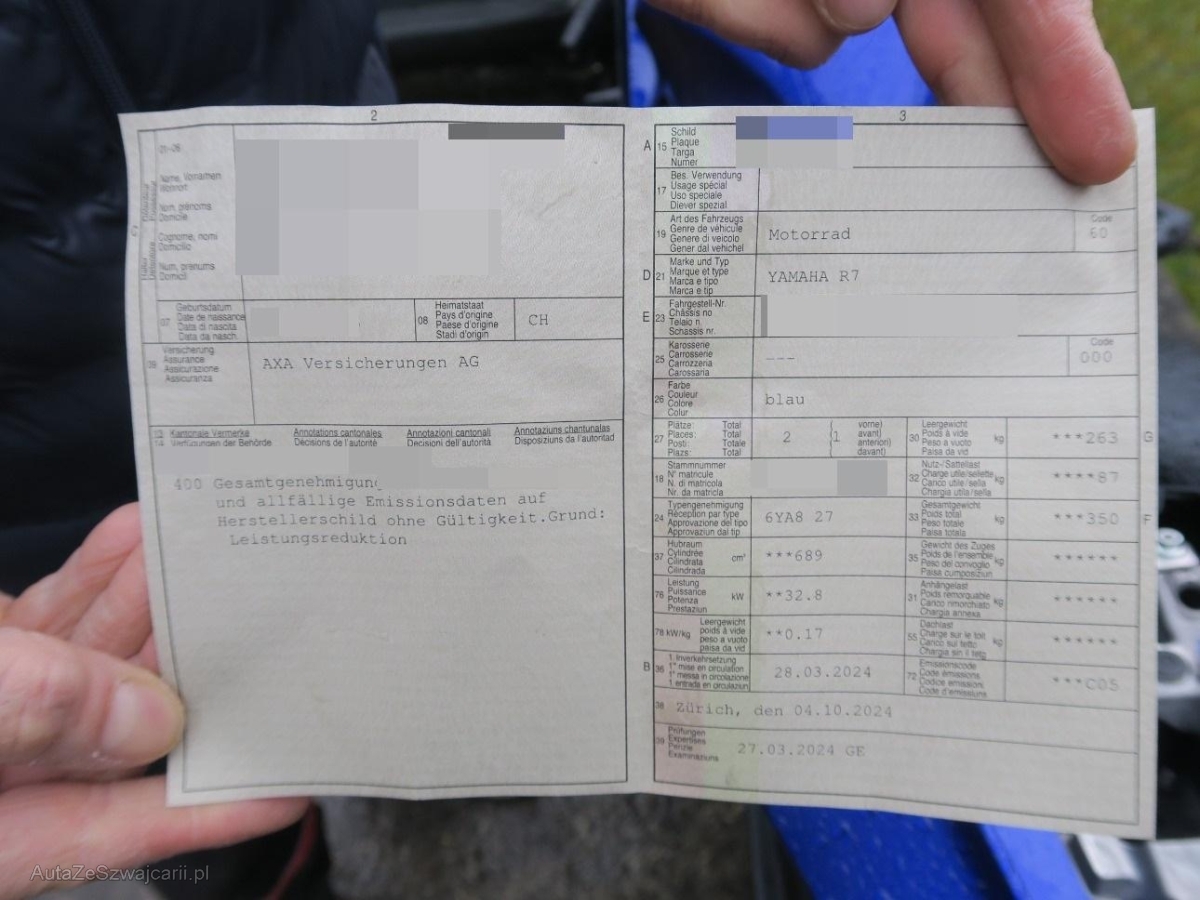 2
01-06
Name, Vornamen
Wohnort
Nom, prénoms
Domicile
Cognome, nomi
Domicilio
Num, prenums
Domicil
07
Geburtsdatum
Date de naissance
Data di nascita
Data da nasch.
08
Heimatstaat
Pays d'origine
Paese d'origine
Stadi d'origin
CH
09
Versicherung
Assurance
Assicurazione
Assicuranza
AXA Versicherungen AG
13
14
Kantonale Vermerke
Verfügungen der Behörde
Annotations cantonales
Décisions de l'autorité
Annotazioni cantonali
Decisioni dell'autorità
Annotaziuns chantunalas
Disposiziuns da l'autoritad
400 Gesamtgenehmigung
und allfällige Emissionsdaten auf
Herstellerschild ohne Gültigkeit.Grund:
Leistungsreduktion
3
A 15
Schild
Plaque
Targa
Numer
17
Bes. Verwendung
Usage spécial
Uso speciale
Diever spezial
19
Art des Fahrzeugs
Genre de véhicule
Genere di veicolo
Gener dal vehichel
Motorrad
Code
60
D 21
Marke und Typ
Marque et type
Marca e tipo
Marca e tip
YAMAHA R7
E 23
Fahrgestell-Nr.
Châssis no
Telaio n.
Schassis nr.
25
Karosserie
Carrosserie
Carrozzeria
Carossaria
---
Code
000
26
Farbe
Couleur
Colore
Colur
blau
27
Plätze: Total
Places: Total
Posti: Totale
Plazs: Total
2
( vorne)
(1 avant)
( anteriori)
( davant)
30
Leergewicht
Poids à vide
Peso a vuoto
Paisa da vid
kg
***263
G
18
Stammnummer
N° matricule
N. di matricola
Nr. da matricla
32
Nutz-/Sattellast
Charge utile/sellette
Carico utile/sella
Chargia utila/sella
kg
****87
24
Typengenehmigung
Réception par type
Approvazione del tipo
Approvaziun dal tip
6YA8 27
33
Gesamtgewicht
Poids total
Peso totale
Paisa totala
kg
***350
F
37
Hubraum
Cylindrée
Cilindrata
Cilindrada
cm³
***689
35
Gewicht des Zuges
Poids de l'ensemble
Peso del convoglio
Paisa cumposiziun
kg
******
76
Leistung
Puissance
Potenza
Prestaziun
kW
**32.8
31
Anhängelast
Poids remorquable
Carico rimorchiato
Chargia annexa
kg
******
78 kW/kg
Leergewicht
poids à vide
peso a vuoto
paisa da vid
**0.17
55
Dachlast
Charge sur le toit
Carico sul tetto
Chargia sin il tetg
kg
******
B 36
1. Inverkehrsetzung
1re mise en circulation
1a messa in circolazione
1. entrada en circulaziun
28.03.2024
72
Emissionscode
Code émissions
Codice emissioni
Code d'emissiuns
***C05
38
Zürich, den 04.10.2024
39
Prüfungen
Expertises
Perizie
Examinaziuns
27.03.2024 GE
AutaZeSzwajcarii.pl